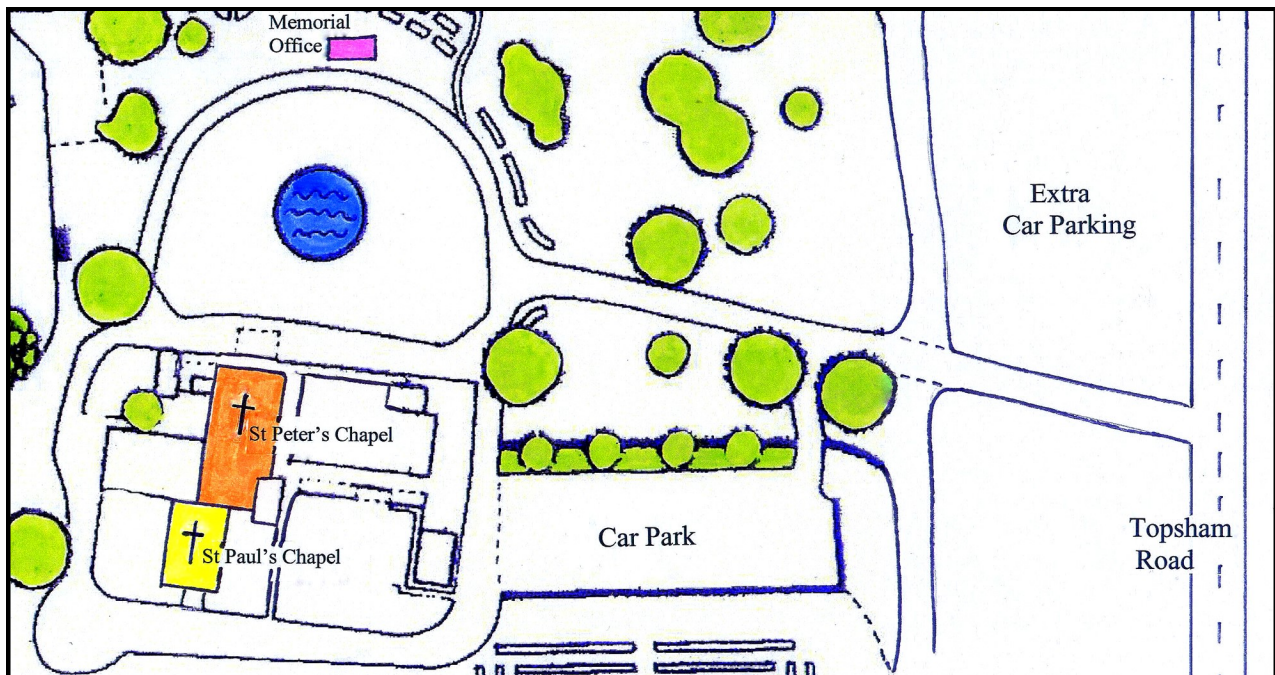 Memorial
Office
Extra
Car Parking
St Peter's Chapel
Car Park
Topsham
Road
St Paul's Chapel